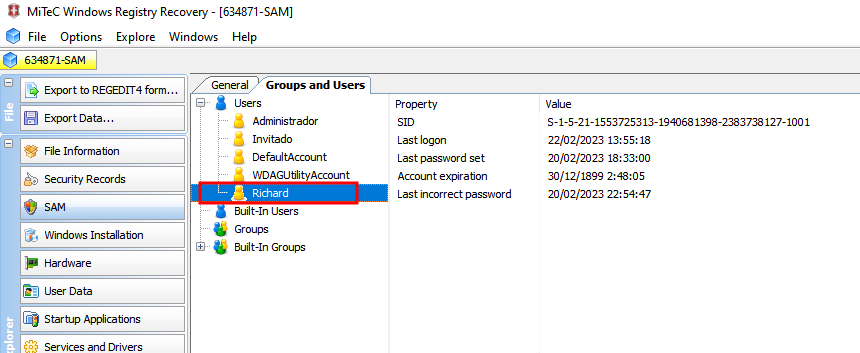 MiTeC Windows Registry Recovery - [634871-SAM]
File Options Explore Windows Help
634871-SAM
File
Export to REGEDIT4 form...
Export Data...
Explorer
File Information
Security Records
SAM
Windows Installation
Hardware
User Data
Startup Applications
Services and Drivers
General Groups and Users
Users
Administrador
Invitado
DefaultAccount
WDAGUtilityAccount
Richard
Built-In Users
Groups
Built-In Groups
Property Value
SID S-1-5-21-1553725313-1940681398-2383738127-1001
Last logon 22/02/2023 13:55:18
Last password set 20/02/2023 18:33:00
Account expiration 30/12/1899 2:48:05
Last incorrect password 20/02/2023 22:54:47